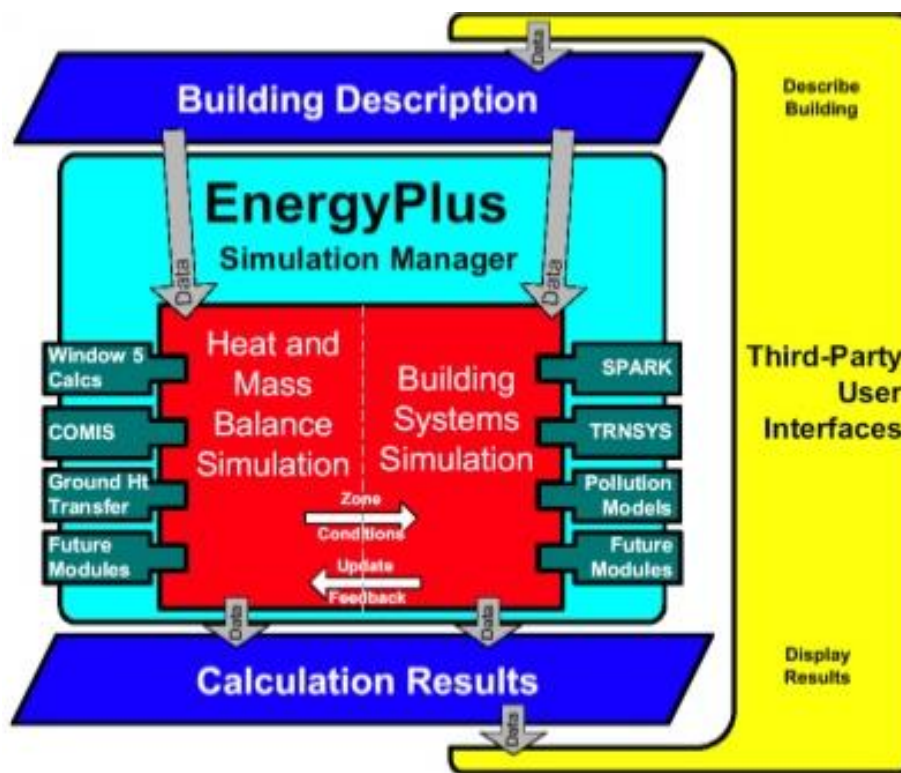 Data
Building Description
Describe
Building
EnergyPlus
Simulation Manager
Data
Data
Window 5
Calcs
COMIS
Ground Ht
Transfer
Future
Modules
Heat and
Mass
Balance
Simulation
Building
Systems
Simulation
Zone
Conditions
Update
Feedback
SPARK
TRNSYS
Pollution
Models
Future
Modules
Third-Party
User
Interfaces
Data
Data
Calculation Results
Display
Results
Data